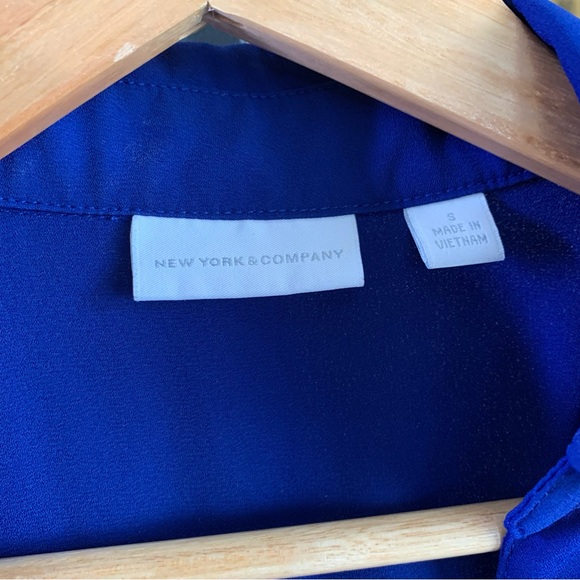 NEW YORK & COMPANY
S
MADE IN
VIETNAM